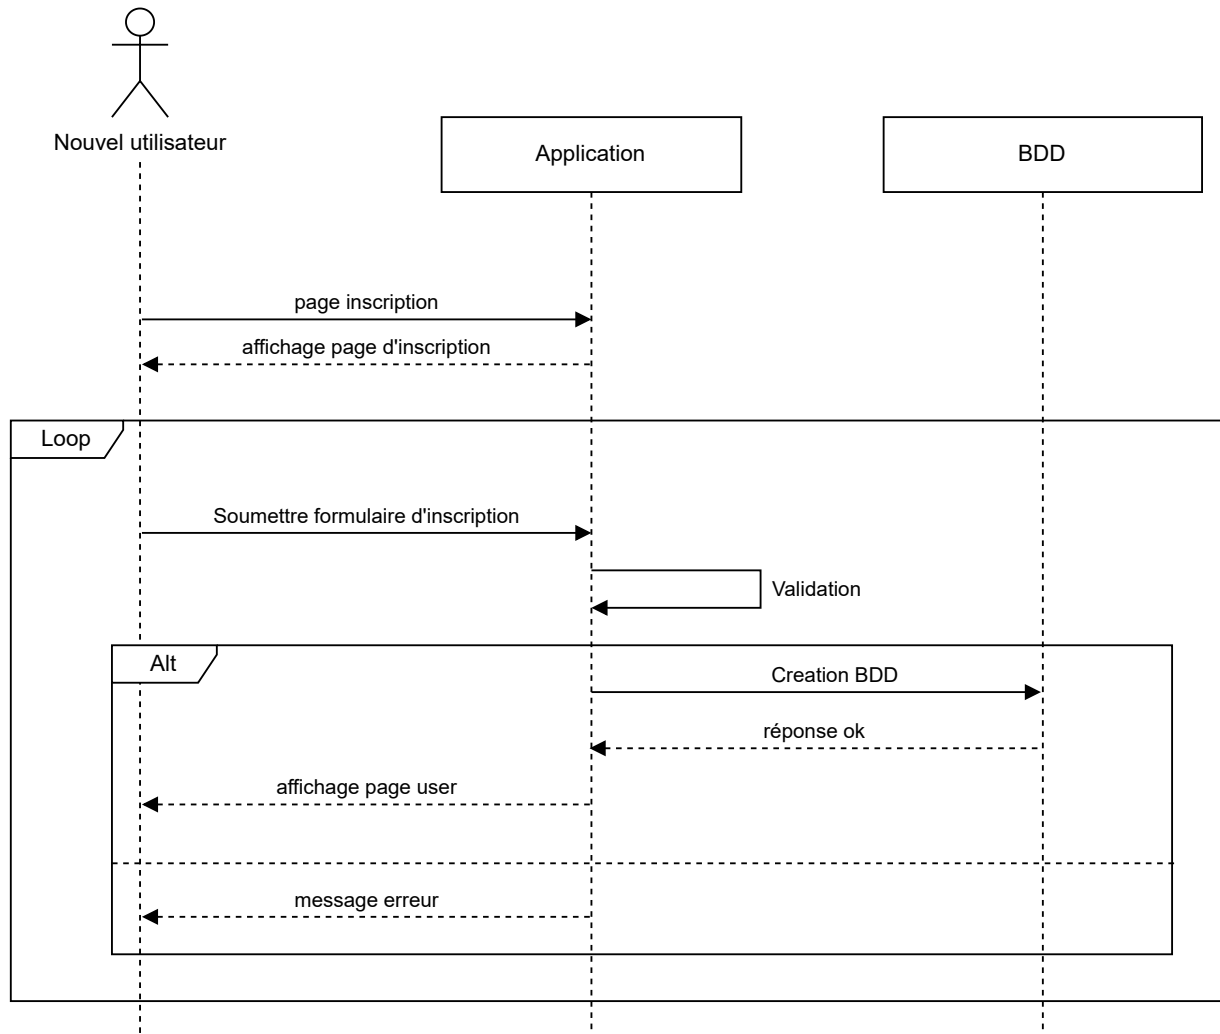 Nouvel utilisateur
Application
BDD
page inscription
affichage page d'inscription
Loop
Soumettre formulaire d'inscription
Validation
Alt
Creation BDD
réponse ok
affichage page user
message erreur